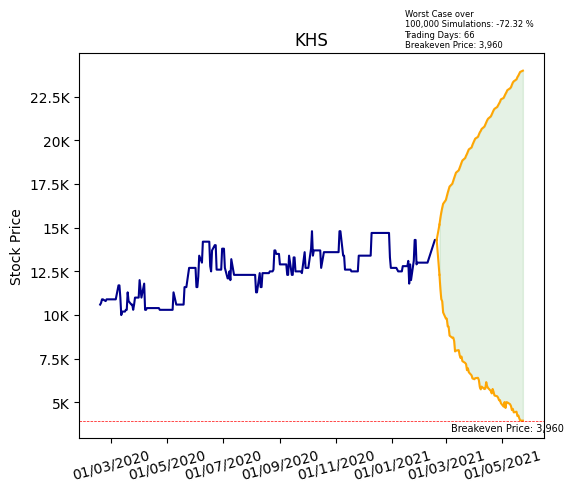 Worst Case over
100,000 Simulations: -72.32 %
Trading Days: 66
Breakeven Price: 3,960
KHS
Stock Price
22.5K
20K
17.5K
15K
12.5K
10K
7.5K
5K
Breakeven Price: 3,960
01/03/2020
01/05/2020
01/07/2020
01/09/2020
01/11/2020
01/01/2021
01/03/2021
01/05/2021